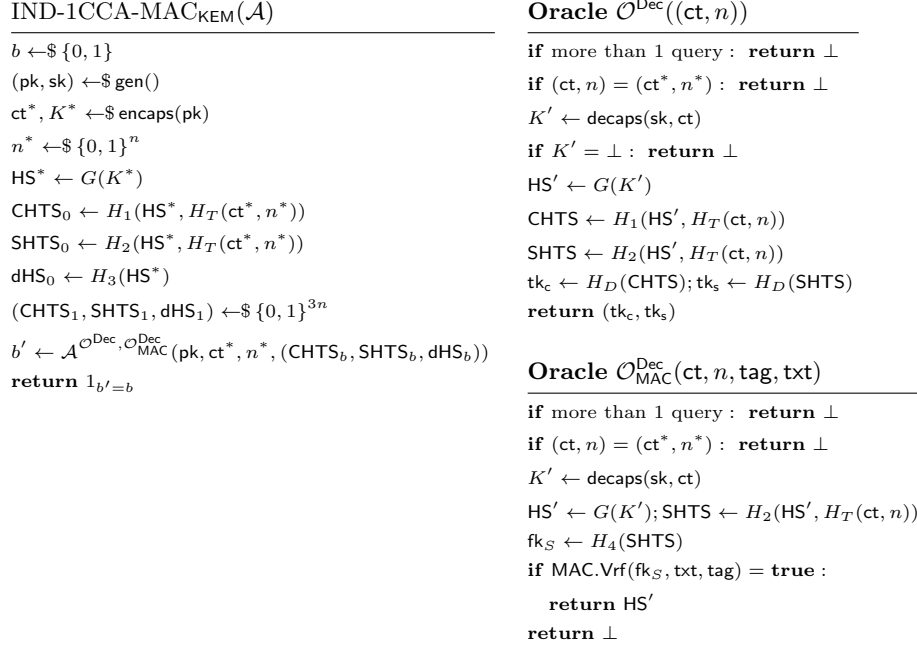 IND-1CCA-MAC_KEM(𝒜)
b ←$ {0, 1}
(pk, sk) ←$ gen()
ct*, K* ←$ encaps(pk)
n* ←$ {0, 1}^n
HS* ← G(K*)
CHTS_0 ← H_1(HS*, H_T(ct*, n*))
SHTS_0 ← H_2(HS*, H_T(ct*, n*))
dHS_0 ← H_3(HS*)
(CHTS_1, SHTS_1, dHS_1) ←$ {0, 1}^{3n}
b′ ← 𝒜^{𝒪^Dec, 𝒪^Dec_MAC}(pk, ct*, n*, (CHTS_b, SHTS_b, dHS_b))
return 1_{b′=b}
Oracle 𝒪^Dec((ct, n))
if more than 1 query : return ⊥
if (ct, n) = (ct*, n*) : return ⊥
K′ ← decaps(sk, ct)
if K′ = ⊥ : return ⊥
HS′ ← G(K′)
CHTS ← H_1(HS′, H_T(ct, n))
SHTS ← H_2(HS′, H_T(ct, n))
tk_c ← H_D(CHTS); tk_s ← H_D(SHTS)
return (tk_c, tk_s)
Oracle 𝒪^Dec_MAC(ct, n, tag, txt)
if more than 1 query : return ⊥
if (ct, n) = (ct*, n*) : return ⊥
K′ ← decaps(sk, ct)
HS′ ← G(K′); SHTS ← H_2(HS′, H_T(ct, n))
fk_S ← H_4(SHTS)
if MAC.Vrf(fk_S, txt, tag) = true :
return HS′
return ⊥